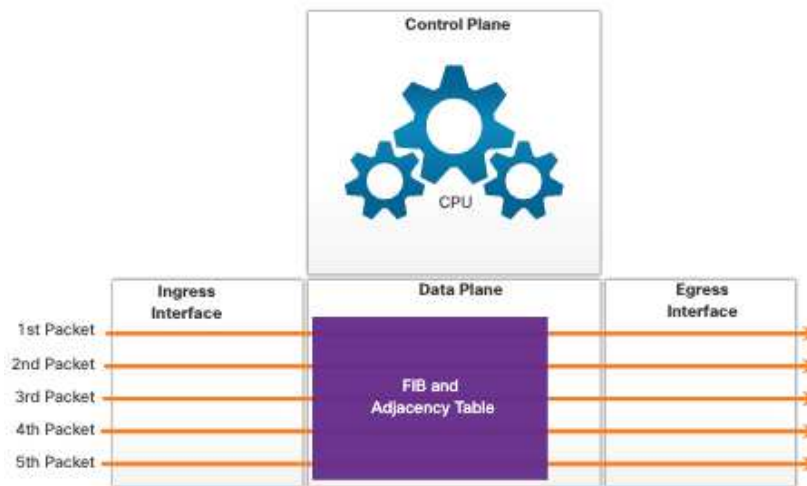 Control Plane
CPU
Ingress
Interface
Data Plane
Egress
Interface
1st Packet
2nd Packet
3rd Packet
4th Packet
5th Packet
FIB and
Adjacency Table